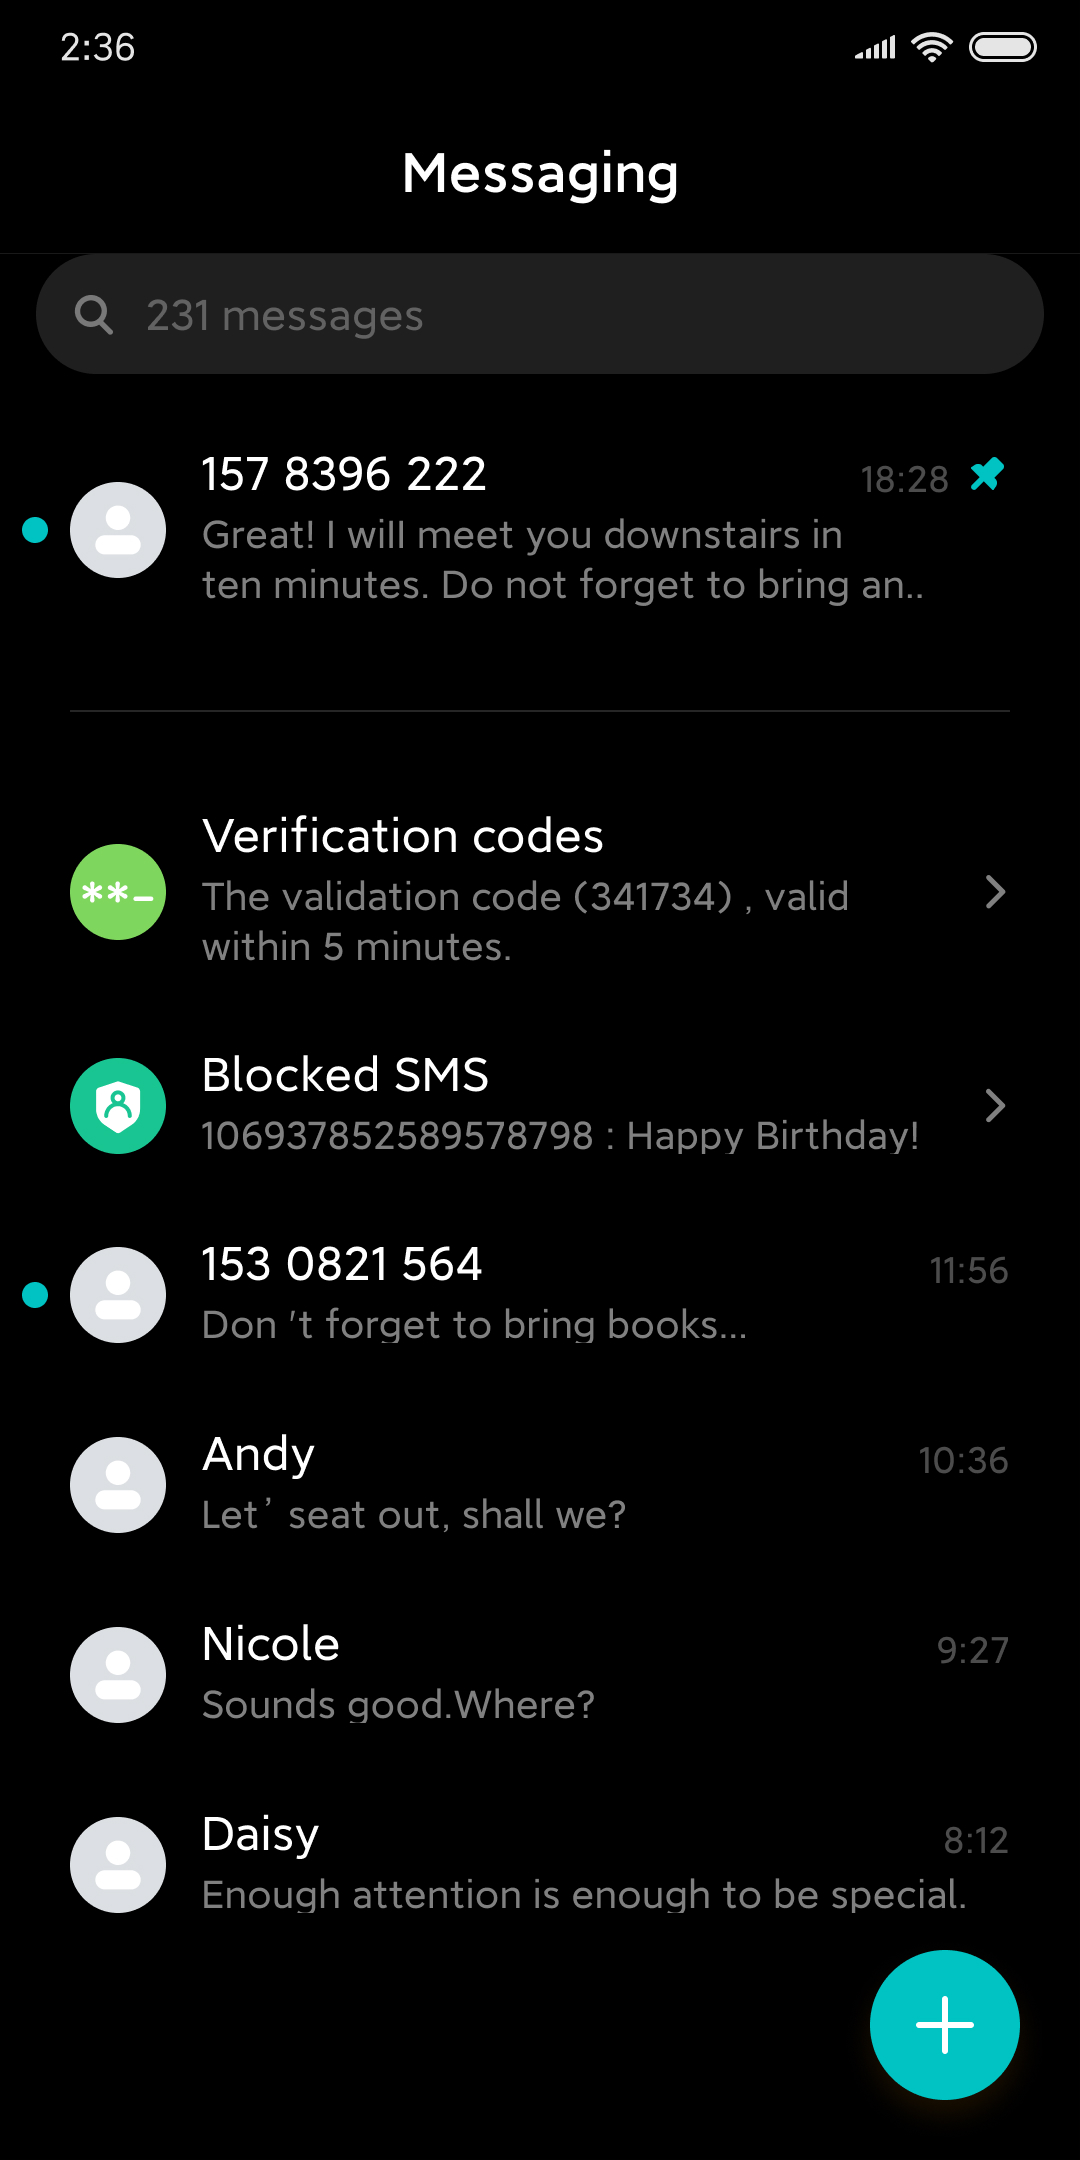 2:36
Messaging
231 messages
157 8396 222
18:28
Great! I will meet you downstairs in
ten minutes. Do not forget to bring an..
Verification codes
**_
The validation code (341734) , valid
within 5 minutes.
Blocked SMS
106937852589578798 : Happy Birthday!
153 0821 564
11:56
Don 't forget to bring books...
Andy
10:36
Let’ seat out, shall we?
Nicole
9:27
Sounds good.Where?
Daisy
8:12
Enough attention is enough to be special.